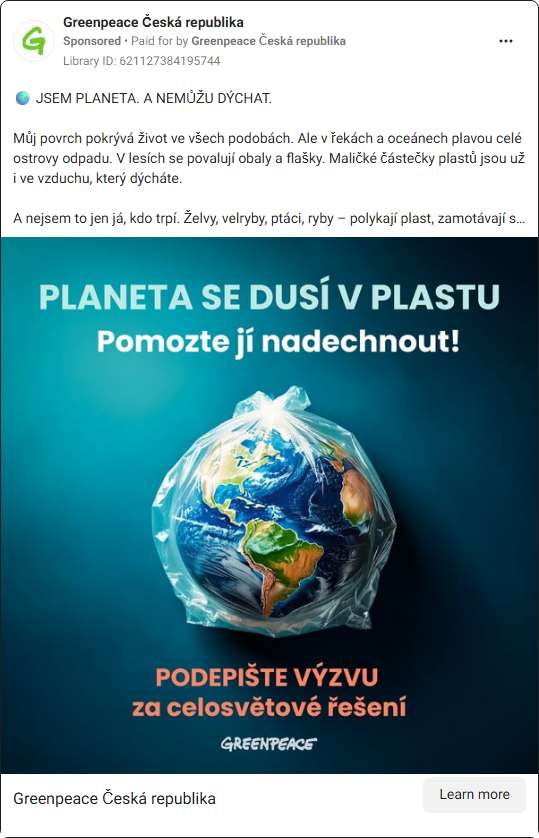 Greenpeace Česká republika
Sponsored • Paid for by Greenpeace Česká republika
Library ID: 621127384195744
🌍 JSEM PLANETA. A NEMŮŽU DÝCHAT.
Můj povrch pokrývá život ve všech podobách. Ale v řekách a oceánech plavou celé
ostrovy odpadu. V lesích se povalují obaly a flašky. Maličké částečky plastů jsou už
i ve vzduchu, který dýcháte.
A nejsem to jen já, kdo trpí. Želvy, velryby, ptáci, ryby – polykají plast, zamotávají s...
PLANETA SE DUSÍ V PLASTU
Pomozte jí nadechnout!
PODEPIŠTE VÝZVU
za celosvětové řešení
GREENPEACE
Greenpeace Česká republika
Learn more